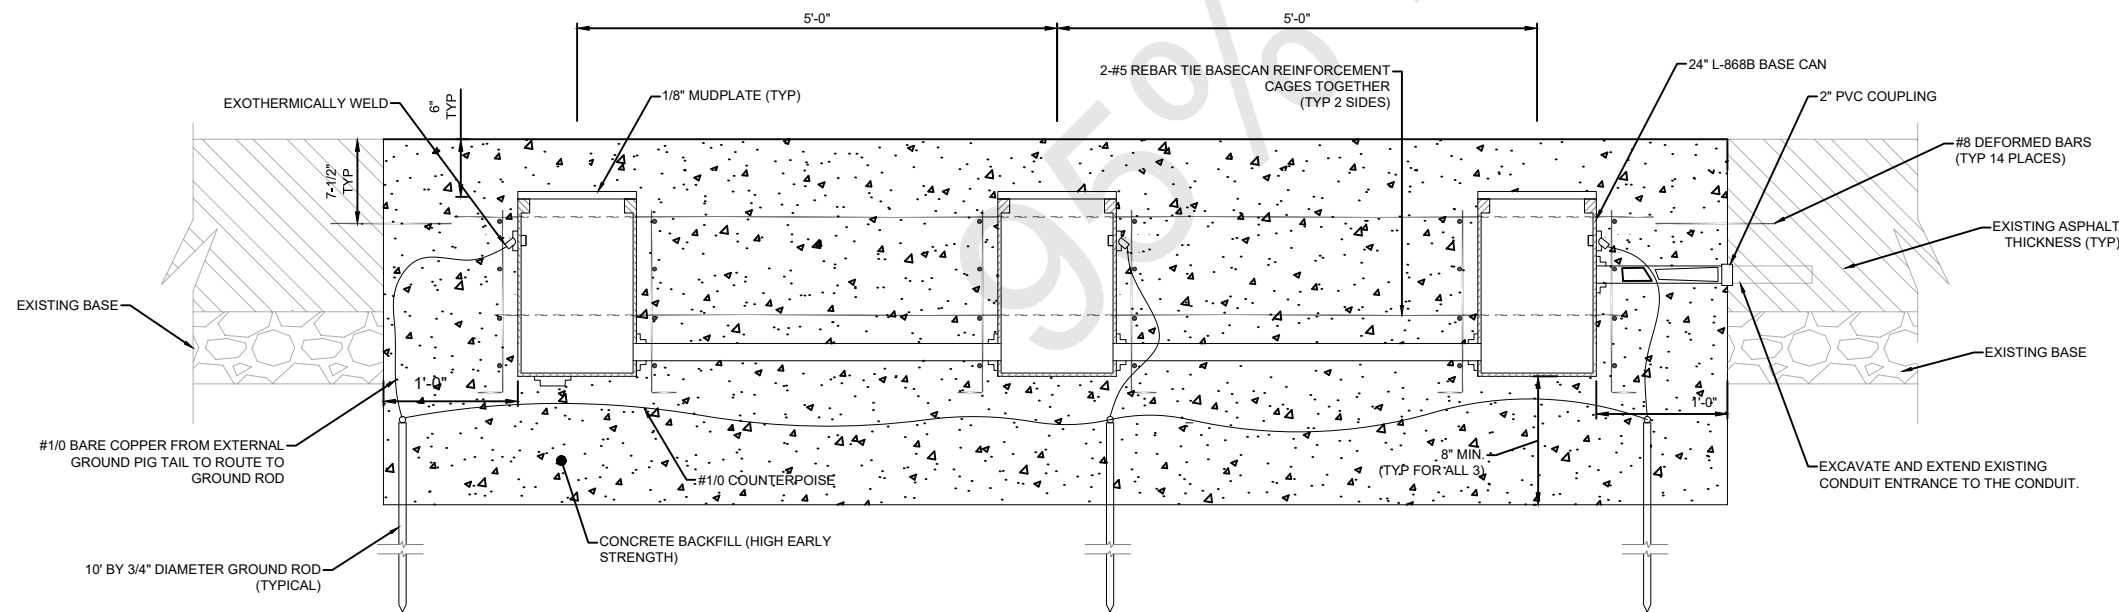 5'-0"
5'-0"
2-#5 REBAR TIE BASECAN REINFORCEMENT
CAGES TOGETHER
(TYP 2 SIDES)
24" L-868B BASE CAN
EXOTHERMICALLY WELD
6"
TYP
1/8" MUDPLATE (TYP)
2" PVC COUPLING
#8 DEFORMED BARS
(TYP 14 PLACES)
7-1/2"
TYP
95%
EXISTING ASPHALT
THICKNESS (TYP)
EXISTING BASE
EXISTING BASE
1'-0"
1'-0"
#1/0 BARE COPPER FROM EXTERNAL
GROUND PIG TAIL TO ROUTE TO
GROUND ROD
#1/0 COUNTERPOISE
8" MIN.
(TYP FOR ALL 3)
EXCAVATE AND EXTEND EXISTING
CONDUIT ENTRANCE TO THE CONDUIT.
CONCRETE BACKFILL (HIGH EARLY
STRENGTH)
10' BY 3/4" DIAMETER GROUND ROD
(TYPICAL)